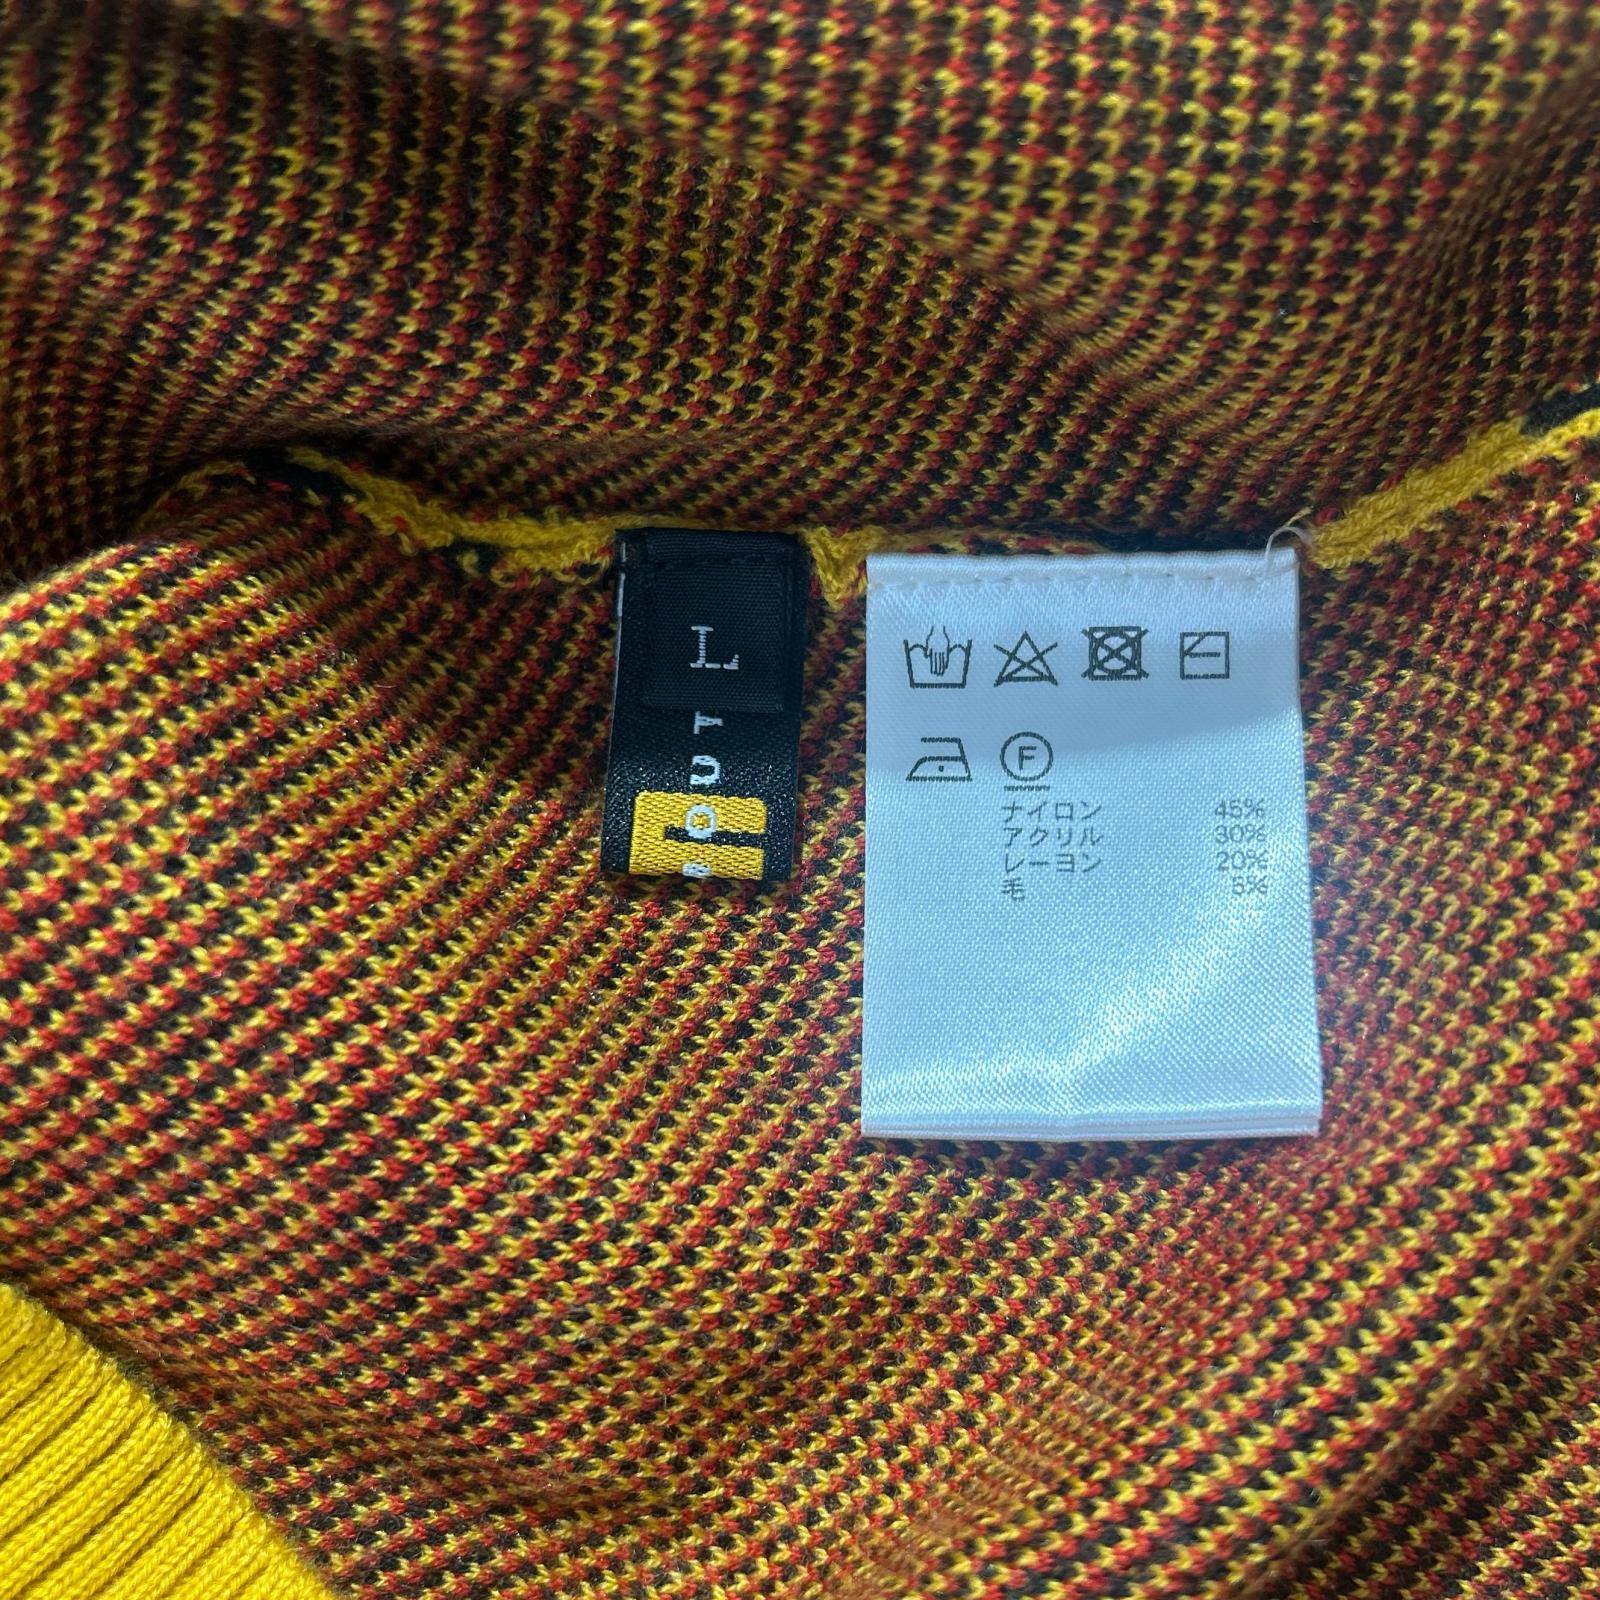 L
F
ナイロン 45%
アクリル 30%
レーヨン 20%
毛 5%